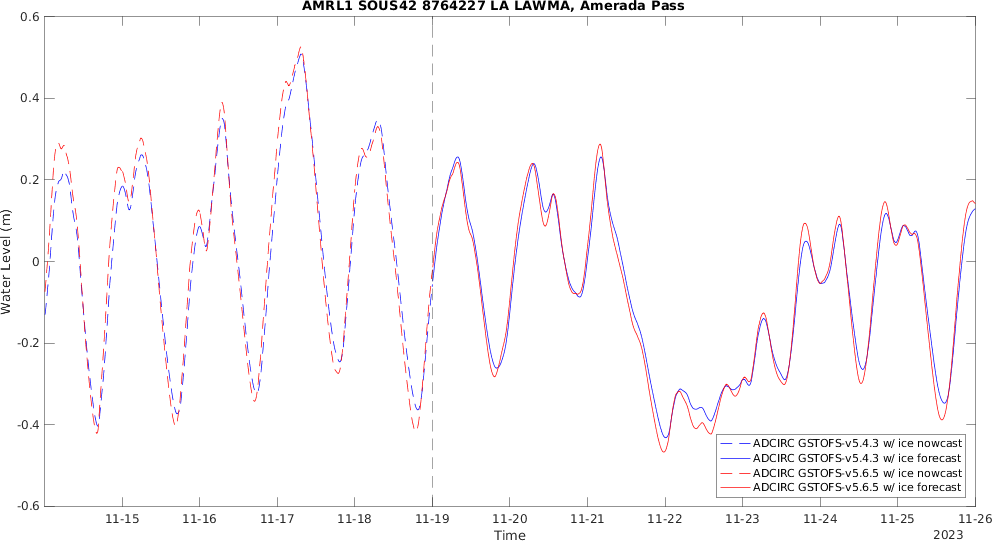 AMRL1 SOUS42 8764227 LA LAWMA, Amerada Pass
Water Level (m)
0.6
0.4
0.2
0
-0.2
-0.4
-0.6
ADCIRC GSTOFS-v5.4.3 w/ ice nowcast
ADCIRC GSTOFS-v5.4.3 w/ ice forecast
ADCIRC GSTOFS-v5.6.5 w/ ice nowcast
ADCIRC GSTOFS-v5.6.5 w/ ice forecast
11-15 11-16 11-17 11-18 11-19 11-20 11-21 11-22 11-23 11-24 11-25 11-26
Time
2023